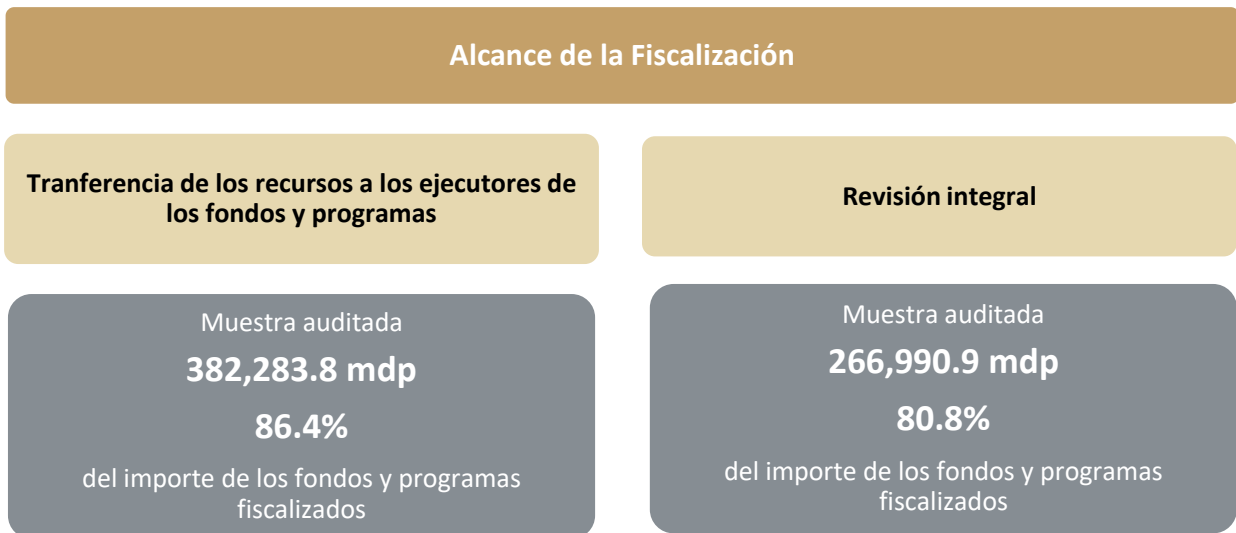 Alcance de la Fiscalización
Tranferencia de los recursos a los ejecutores de
los fondos y programas
Muestra auditada
382,283.8 mdp
86.4%
del importe de los fondos y programas
fiscalizados
Revisión integral
Muestra auditada
266,990.9 mdp
80.8%
del importe de los fondos y programas
fiscalizados